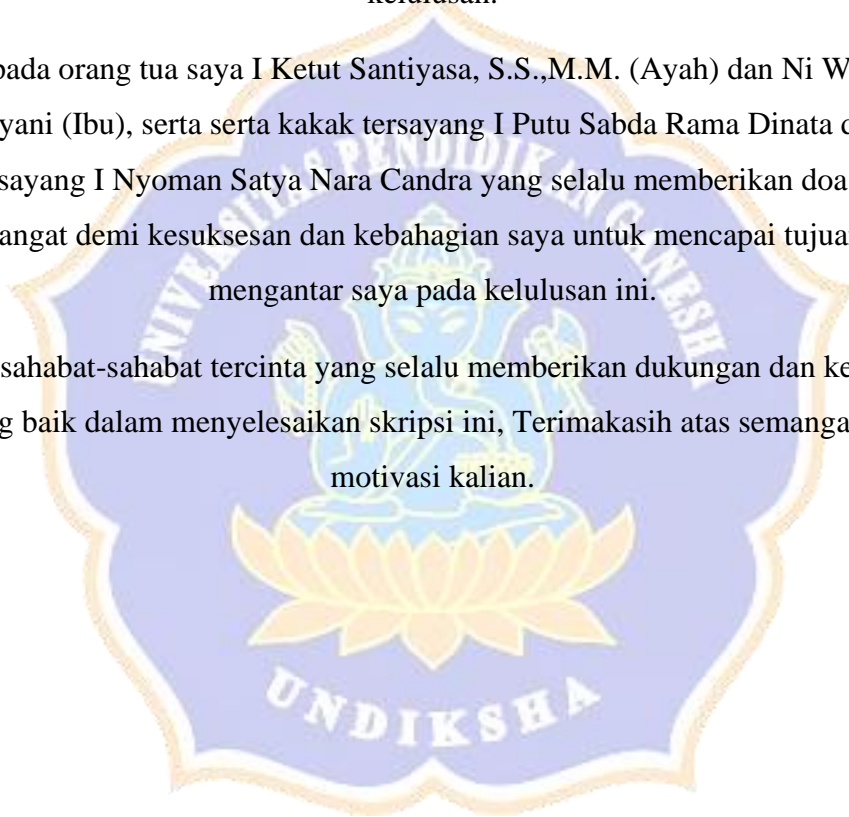 kelulusan.
pada orang tua saya I Ketut Santiyasa, S.S.,M.M. (Ayah) dan Ni W
yani (Ibu), serta serta kakak tersayang I Putu Sabda Rama Dinata d
sayang I Nyoman Satya Nara Candra yang selalu memberikan doa
angat demi kesuksesan dan kebahagian saya untuk mencapai tujuan
mengantar saya pada kelulusan ini.
sahabat-sahabat tercinta yang selalu memberikan dukungan dan ke
g baik dalam menyelesaikan skripsi ini, Terimakasih atas semanga
motivasi kalian.
UNIVERSITAS PENDIDIKAN GANESHA
UNDIKSHA